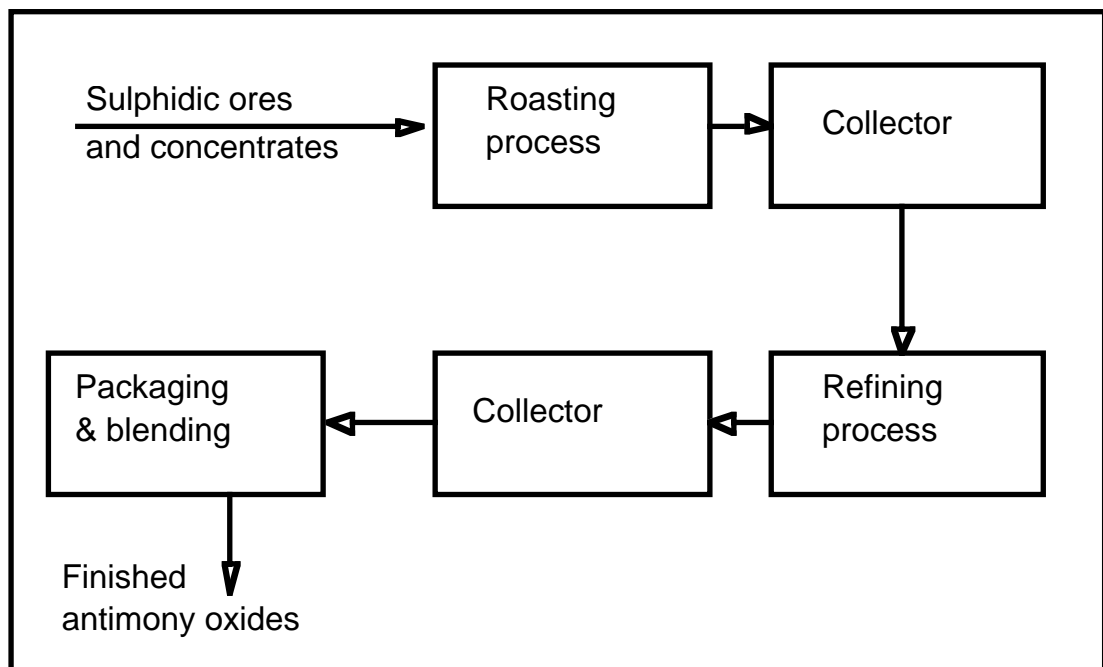 Sulphidic ores
and concentrates
Roasting
process
Collector
Refining
process
Collector
Packaging
& blending
Finished
antimony oxides